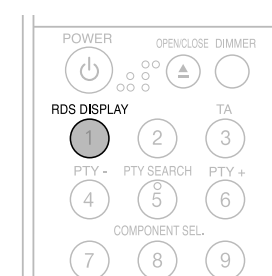 POWER OPEN/CLOSE DIMMER
RDS DISPLAY TA
1 2 3
PTY - PTY SEARCH PTY +
4 5 6
COMPONENT SEL.
7 8 9